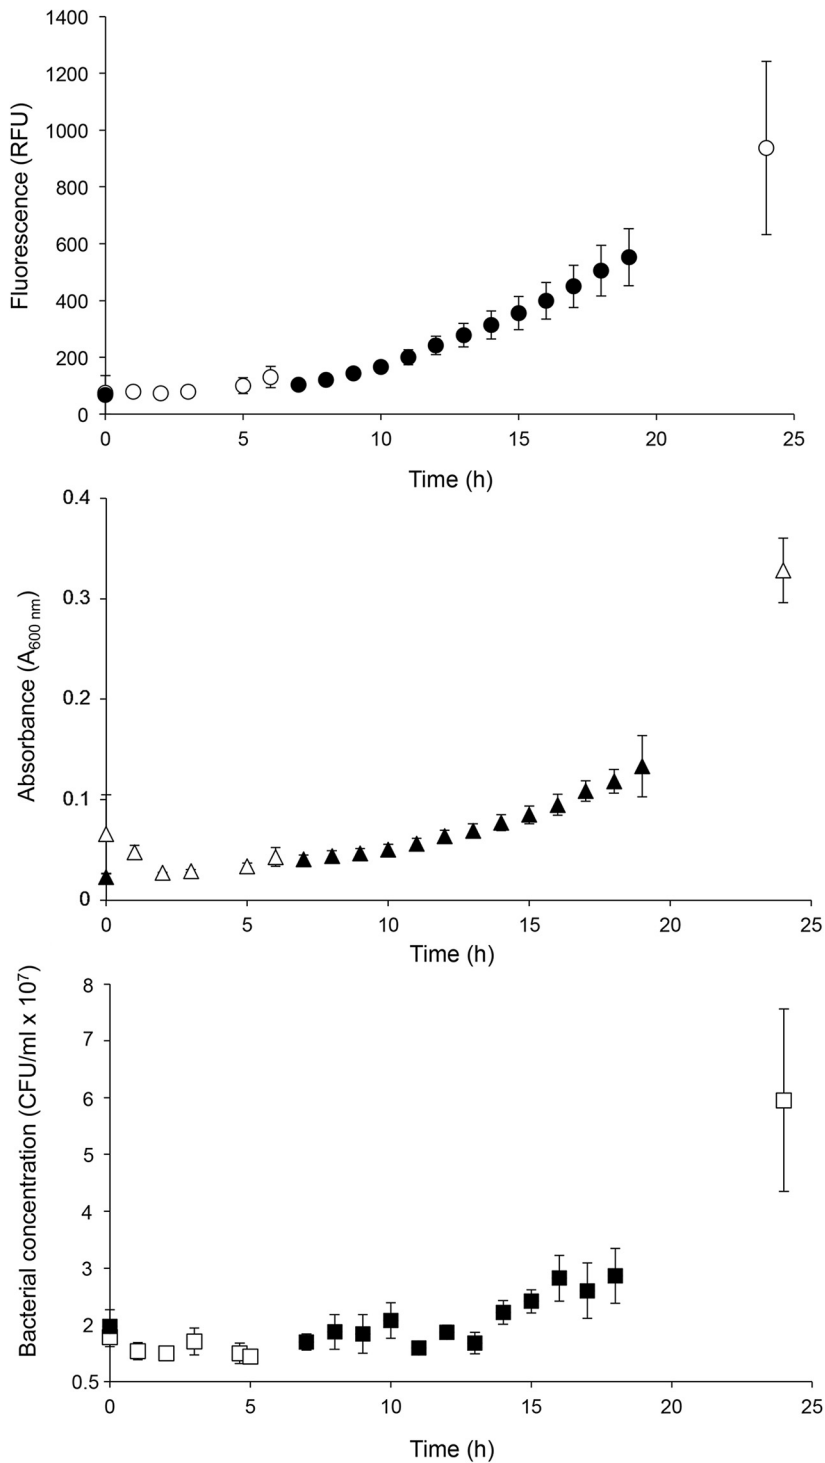 1400
1200
1000
800
600
400
200
0
Fluorescence (RFU)
0 5 10 15 20 25
Time (h)
0.4
0.3
0.2
0.1
0
Absorbance (A600 nm)
0 5 10 15 20 25
Time (h)
8
7
6
5
4
3
2
0.5
Bacterial concentration (CFU/ml x 10⁷)
0 5 10 15 20 25
Time (h)